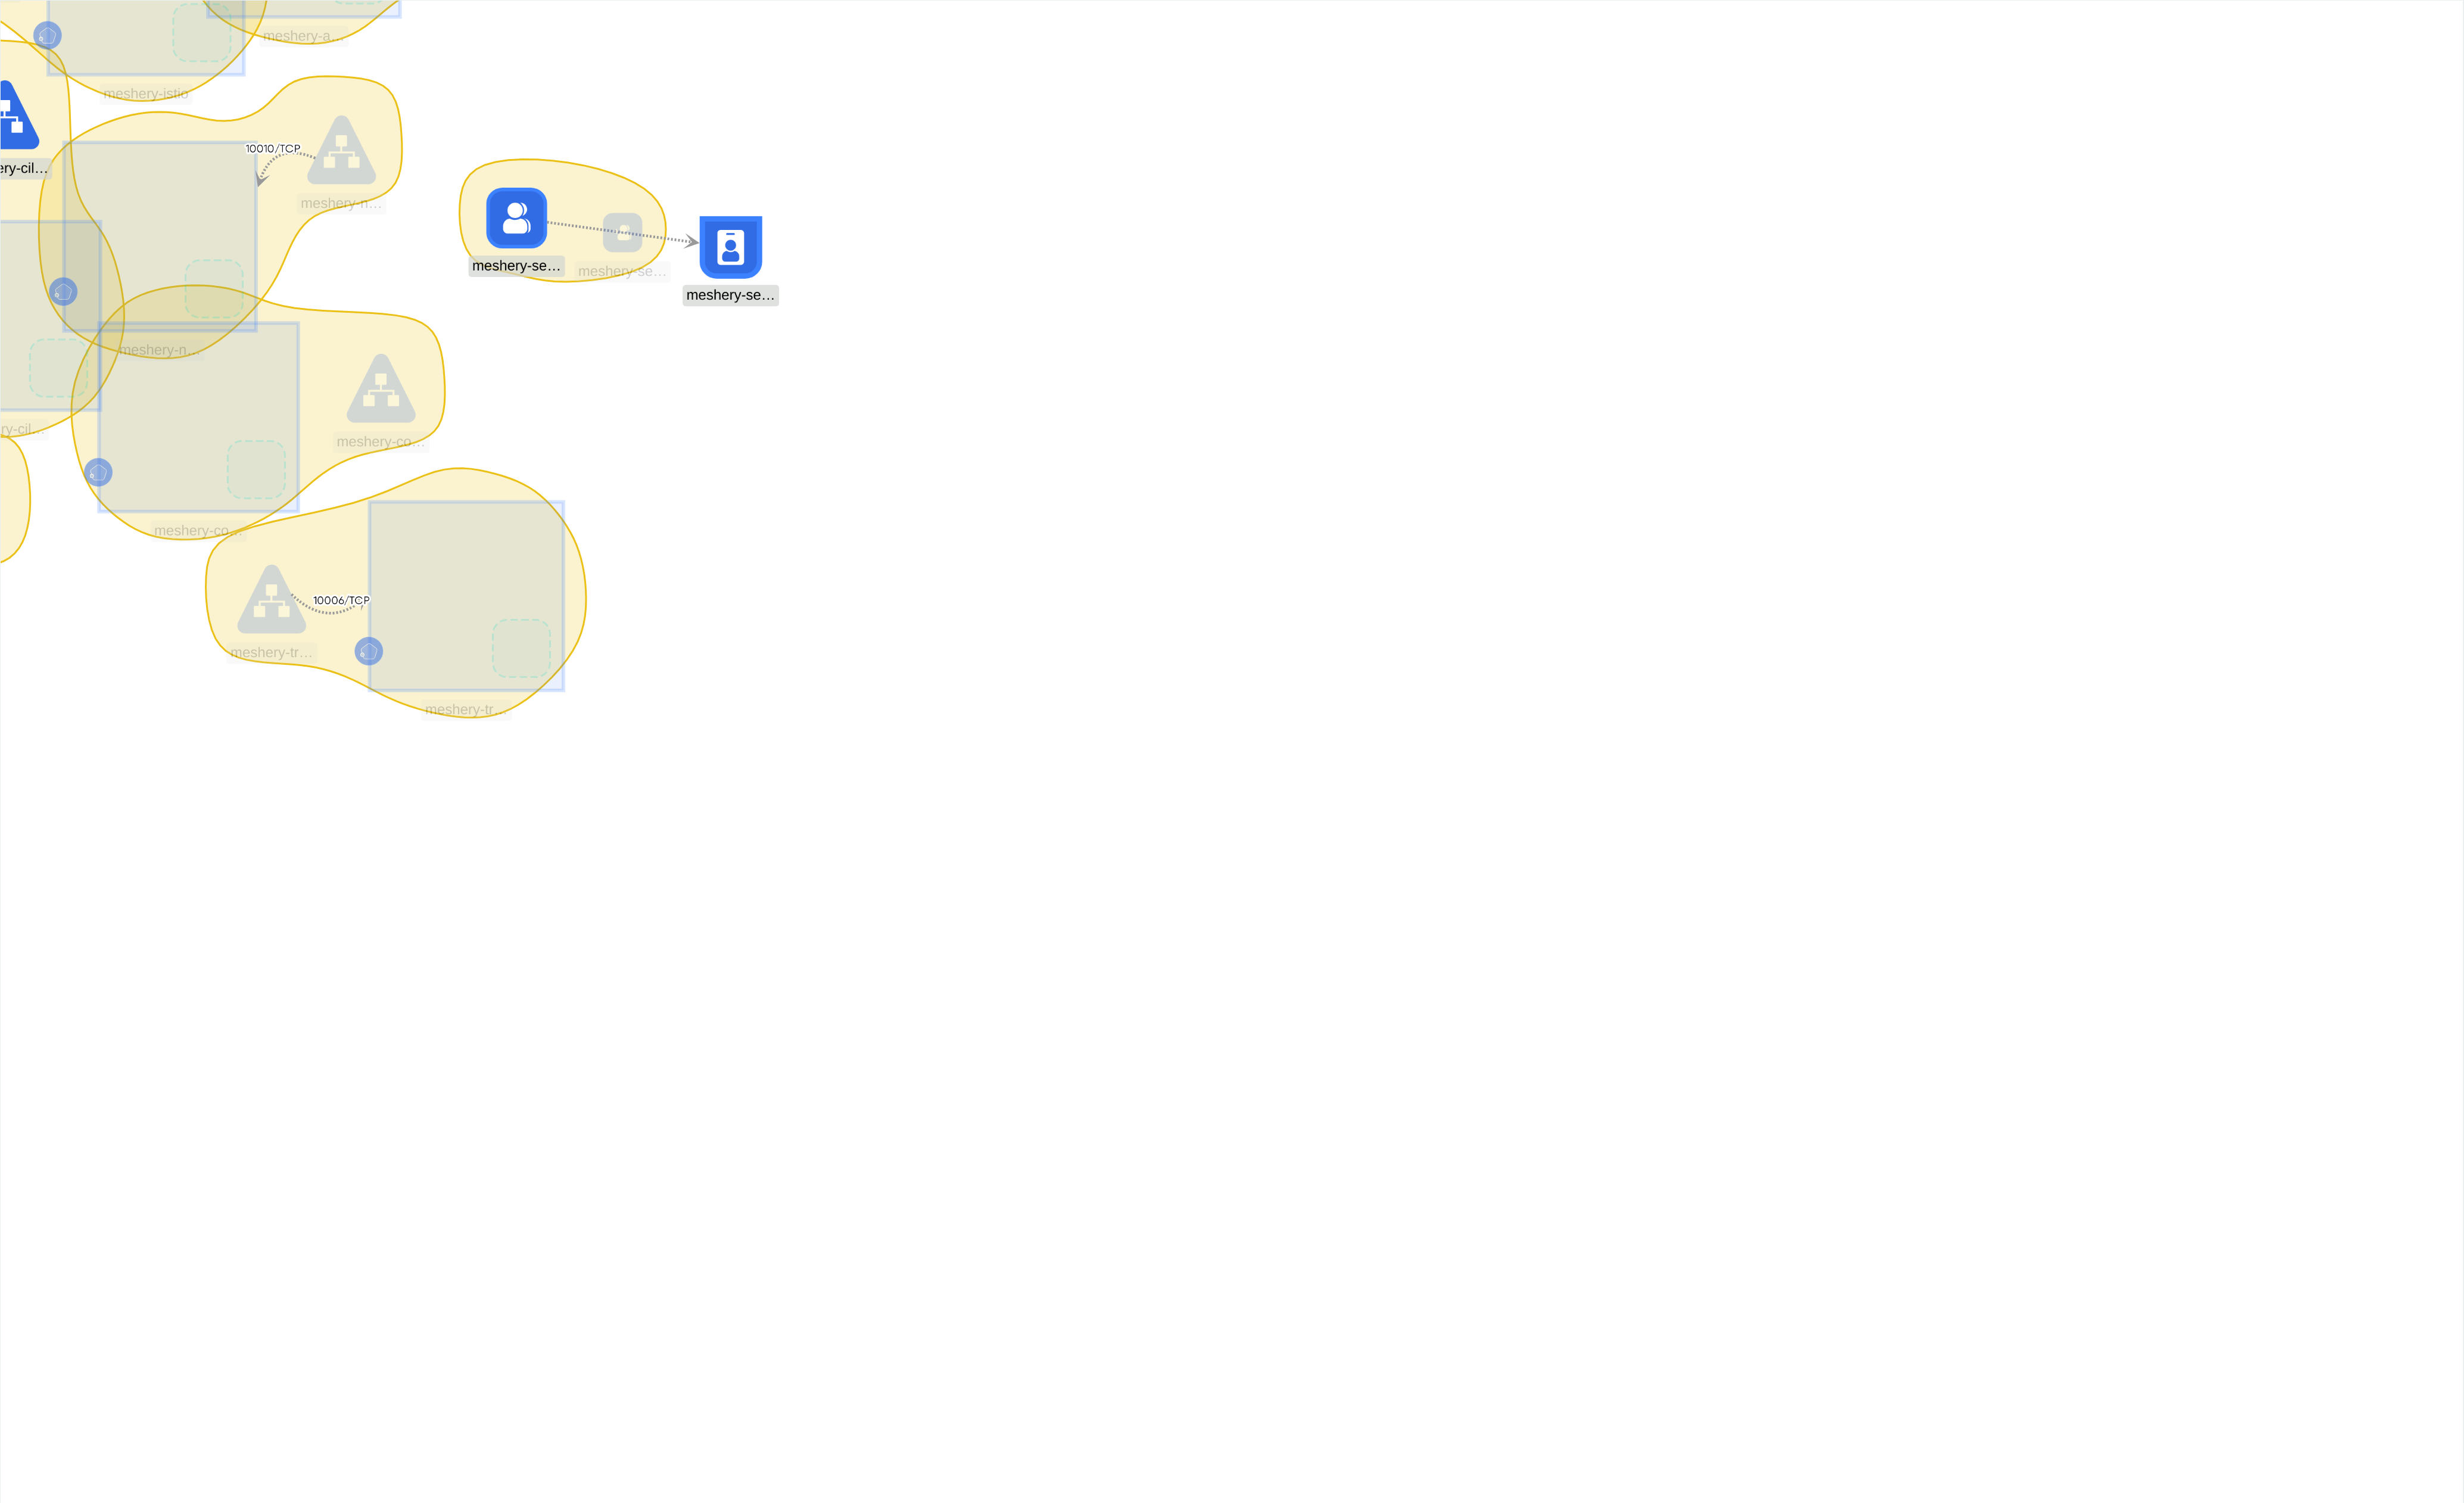 meshery-a...
meshery-istio
10010/TCP
ery-cil...
meshery-n...
meshery-se...
meshery-se...
meshery-se...
meshery-n...
ry-cil...
meshery-co...
meshery-co...
10006/TCP
meshery-tr...
meshery-tr...